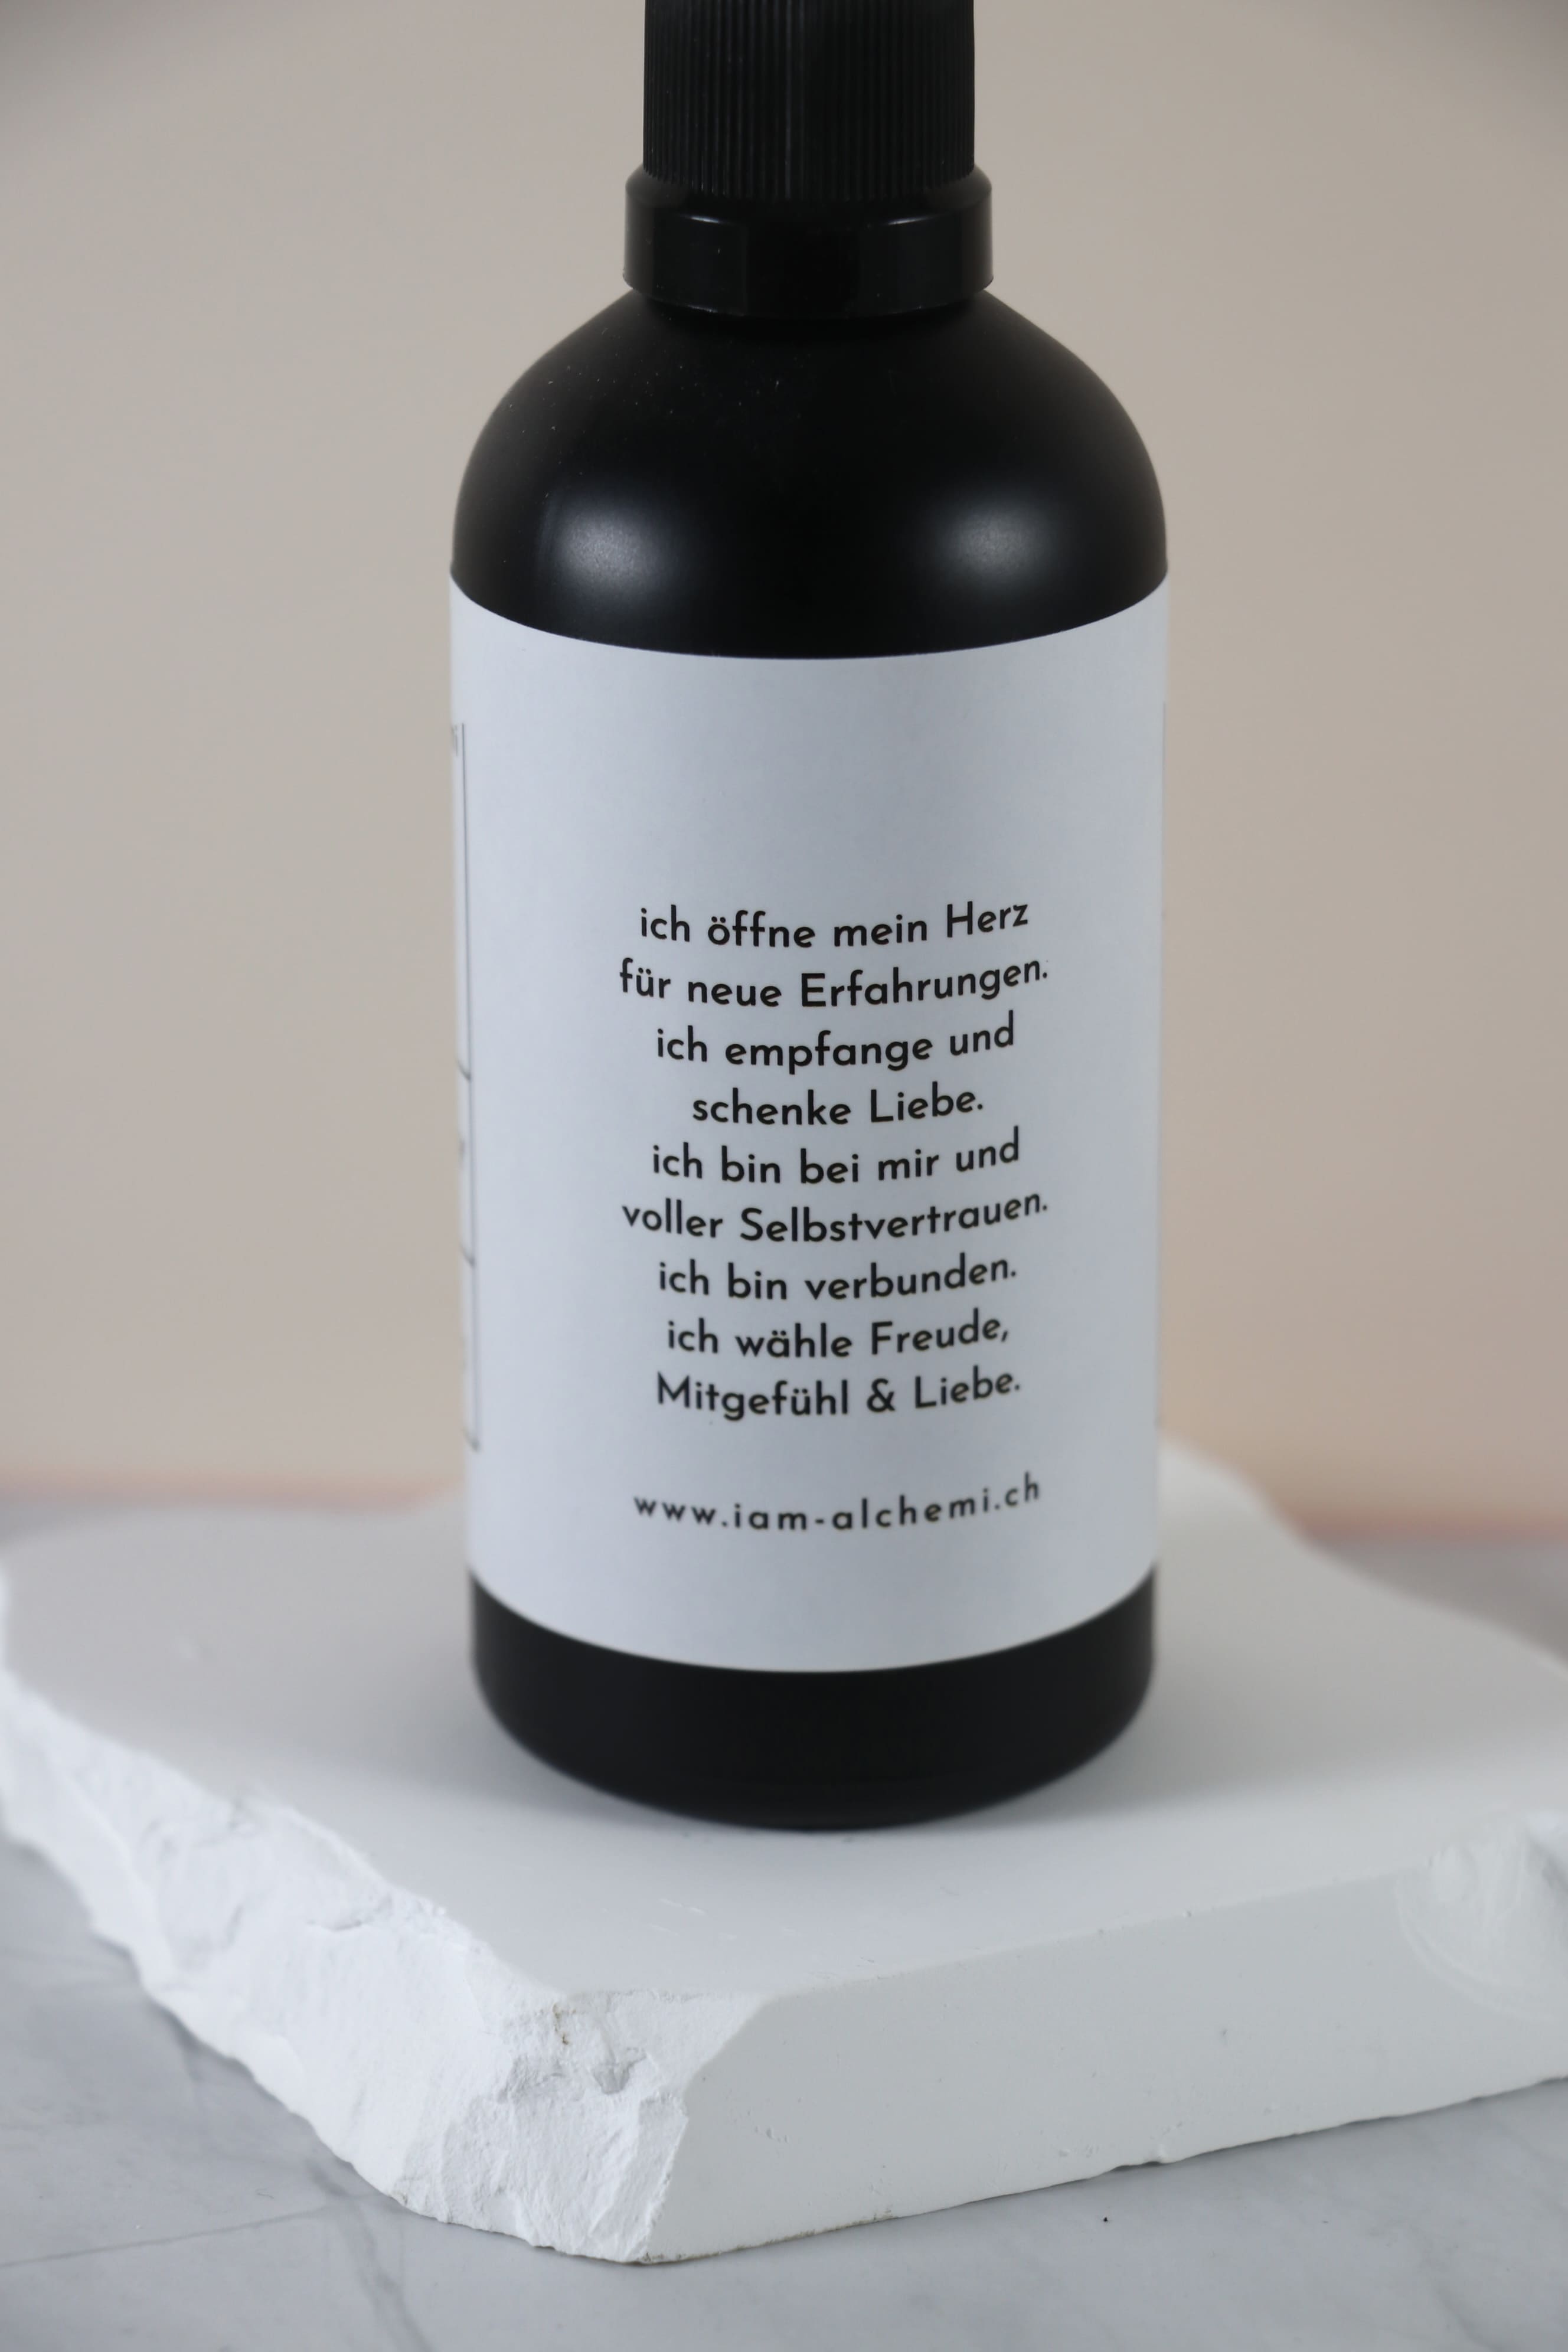 ich öffne mein Herz
für neue Erfahrungen.
ich empfange und
schenke Liebe.
ich bin bei mir und
voller Selbstvertrauen.
ich bin verbunden.
ich wähle Freude,
Mitgefühl & Liebe.
www.iam-alchemi.ch